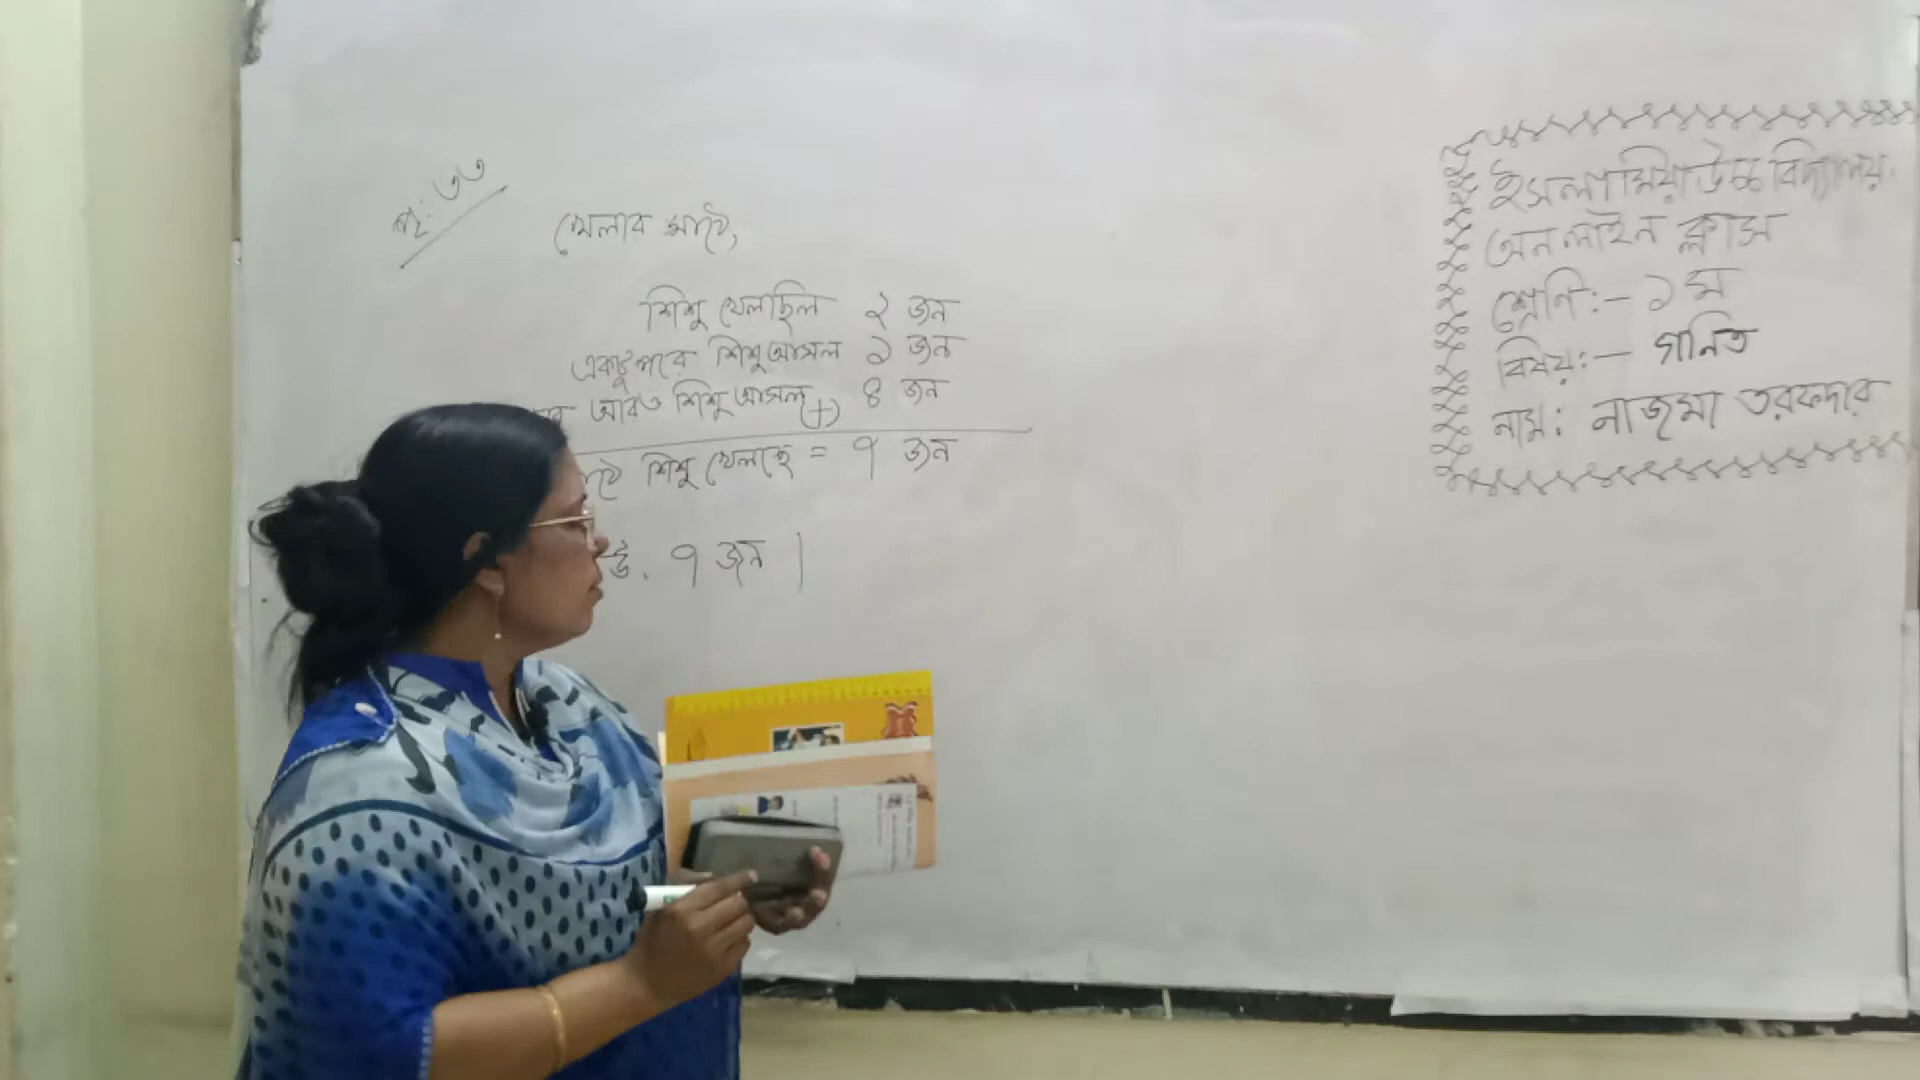 পৃ: ৩৩
খেলার মাঠে,
শিশু খেলছিল ২ জন
একটু পরে শিশু আসল ১ জন
আরও শিশু আসল (+) ৪ জন
শিশু খেলছে = ৭ জন
উ. ৭ জন।
ইসলামিয়া উচ্চ বিদ্যালয়.
অনলাইন ক্লাস
শ্রেণি:- ১ম
বিষয়:- গনিত
নাম: নাজমা তরফদার